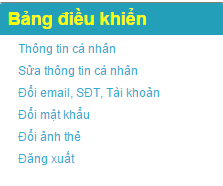 Bảng điều khiển
Thông tin cá nhân
Sửa thông tin cá nhân
Đổi email, SĐT, Tài khoản
Đổi mật khẩu
Đổi ảnh thẻ
Đăng xuất